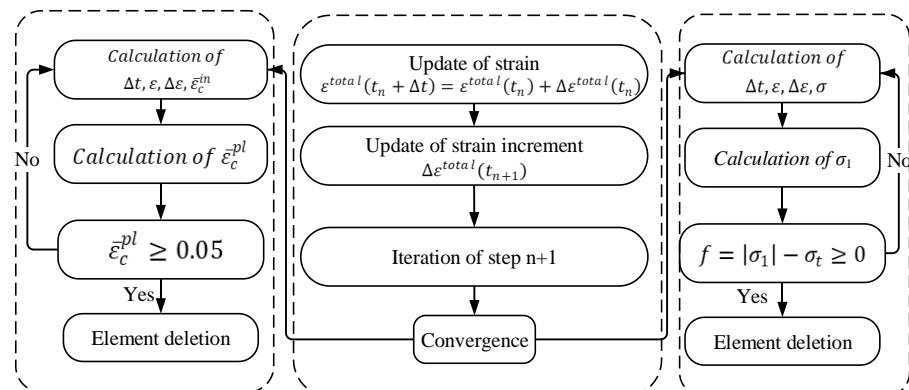 Calculation of
Δt, ε, Δε, ε̄_c^{in}
Calculation of ε̄_c^{pl}
ε̄_c^{pl} ≥ 0.05
No
Yes
Element deletion
Update of strain
ε^{total}(t_n + Δt) = ε^{total}(t_n) + Δε^{total}(t_n)
Update of strain increment
Δε^{total}(t_{n+1})
Iteration of step n+1
Convergence
Calculation of
Δt, ε, Δε, σ
Calculation of σ_1
f = |σ_1| − σ_t ≥ 0
No
Yes
Element deletion